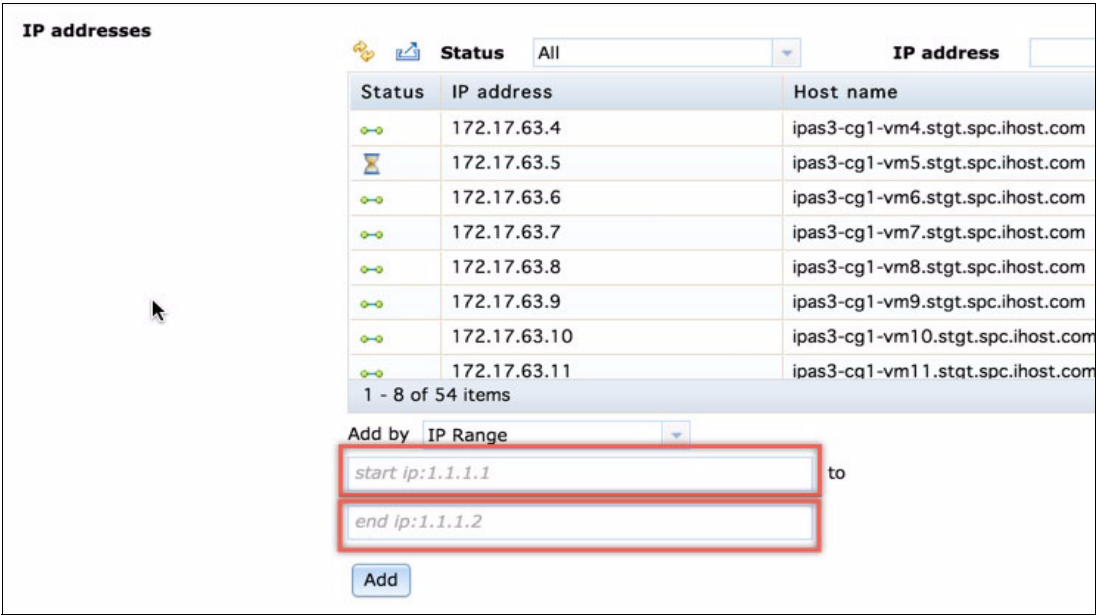 IP addresses
Status All IP address
Status IP address Host name
172.17.63.4 ipas3-cg1-vm4.stgt.spc.ihost.com
172.17.63.5 ipas3-cg1-vm5.stgt.spc.ihost.com
172.17.63.6 ipas3-cg1-vm6.stgt.spc.ihost.com
172.17.63.7 ipas3-cg1-vm7.stgt.spc.ihost.com
172.17.63.8 ipas3-cg1-vm8.stgt.spc.ihost.com
172.17.63.9 ipas3-cg1-vm9.stgt.spc.ihost.com
172.17.63.10 ipas3-cg1-vm10.stgt.spc.ihost.com
172.17.63.11 ipas3-cg1-vm11.stgt.spc.ihost.com
1 - 8 of 54 items
Add by IP Range
start ip:1.1.1.1 to
end ip:1.1.1.2
Add